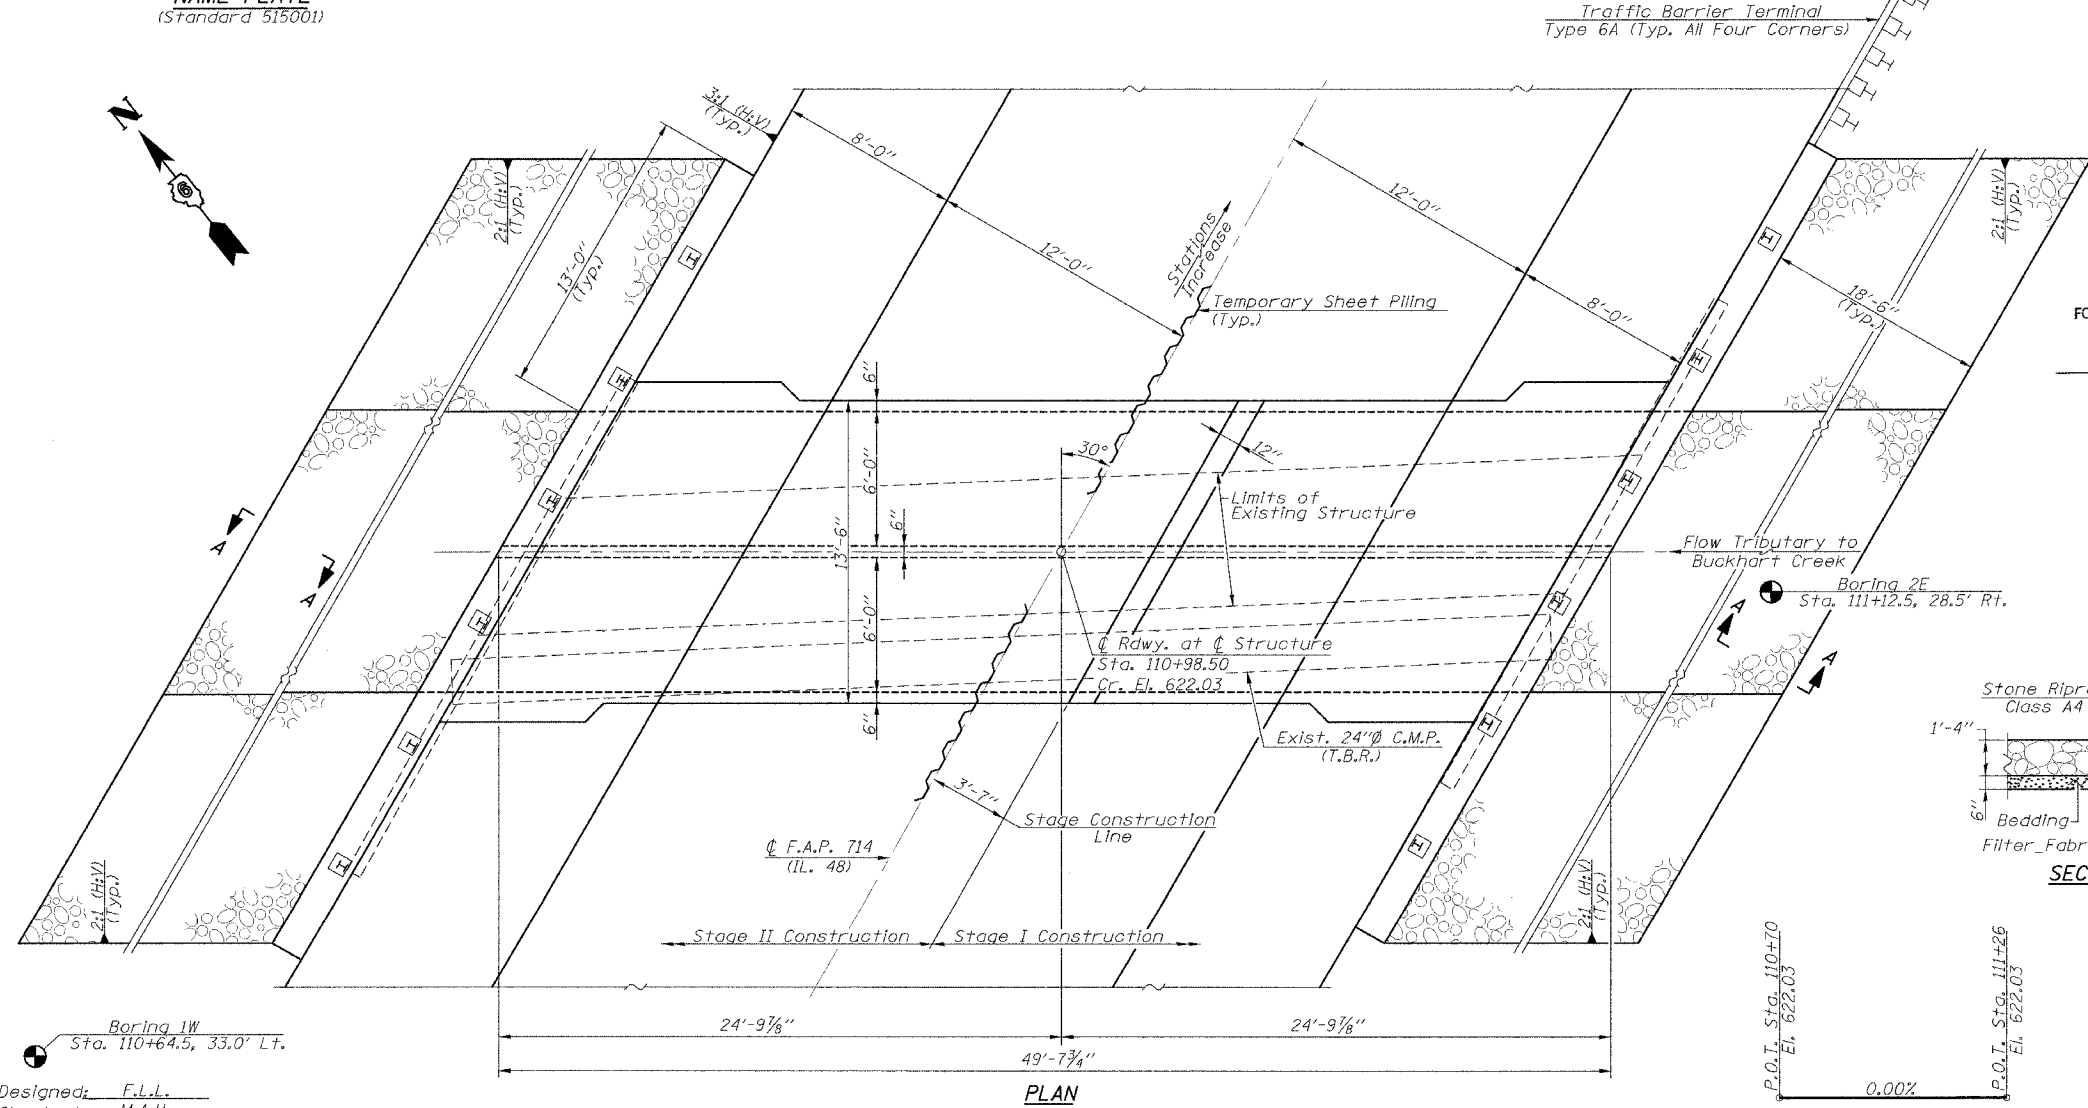 NAME PLATE
(Standard 515001)
Traffic Barrier Terminal
Type 6A (Typ. All Four Corners)
N
3:1 (H:V)
(Typ.)
8'-0"
12'-0"
12'-0"
8'-0"
2:1 (H:V)
(Typ.)
13'-0"
(Typ.)
Stations
Increase
Temporary Sheet Piling
(Typ.)
2:1 (H:V)
(Typ.)
18'-6"
(Typ.)
6"
6'-0"
6"
13'-6"
6'-0"
6"
30°
12"
Limits of
Existing Structure
Flow Tributary to
Buckhart Creek
Boring 2E
Sta. 111+12.5, 28.5' Rt.
A
A
A
A
℄ Rdwy. at ℄ Structure
Sta. 110+98.50
Cr. El. 622.03
Exist. 24"Ø C.M.P.
(T.B.R.)
3'-7"
Stage Construction
Line
℄ F.A.P. 714
(IL. 48)
Stage II Construction
Stage I Construction
2:1 (H:V)
(Typ.)
2:1 (H:V)
(Typ.)
Stone
Class A4
1'-4"
6"
Bedding
P.O.T. Sta. 110+70
El. 622.03
P.O.T. Sta. 111+26
El. 622.03
0.00%
Boring 1W
Sta. 110+64.5, 33.0' Lt.
24'-9⅞"
24'-9⅞"
49'-7¾"
PLAN
Designed: F.L.L.